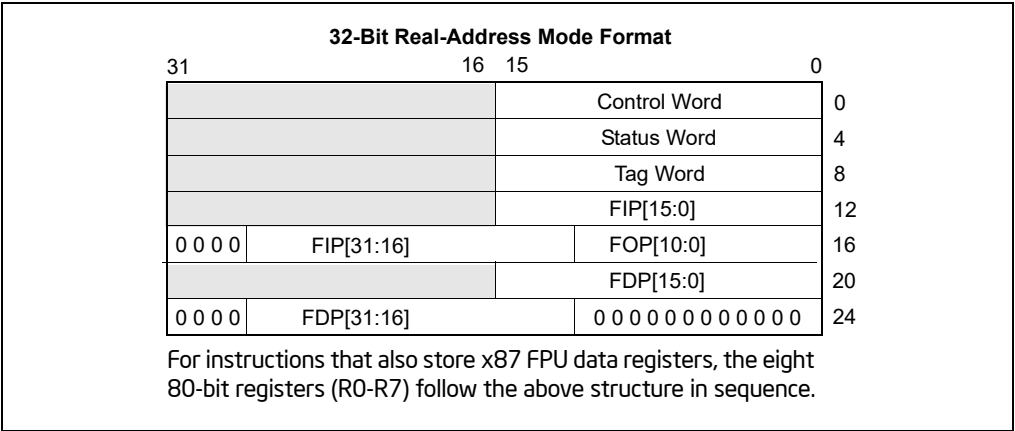 32-Bit Real-Address Mode Format
31 16 15 0
Control Word 0
Status Word 4
Tag Word 8
FIP[15:0] 12
0 0 0 0 FIP[31:16] FOP[10:0] 16
FDP[15:0] 20
0 0 0 0 FDP[31:16] 0 0 0 0 0 0 0 0 0 0 0 0 24
For instructions that also store x87 FPU data registers, the eight
80-bit registers (R0-R7) follow the above structure in sequence.